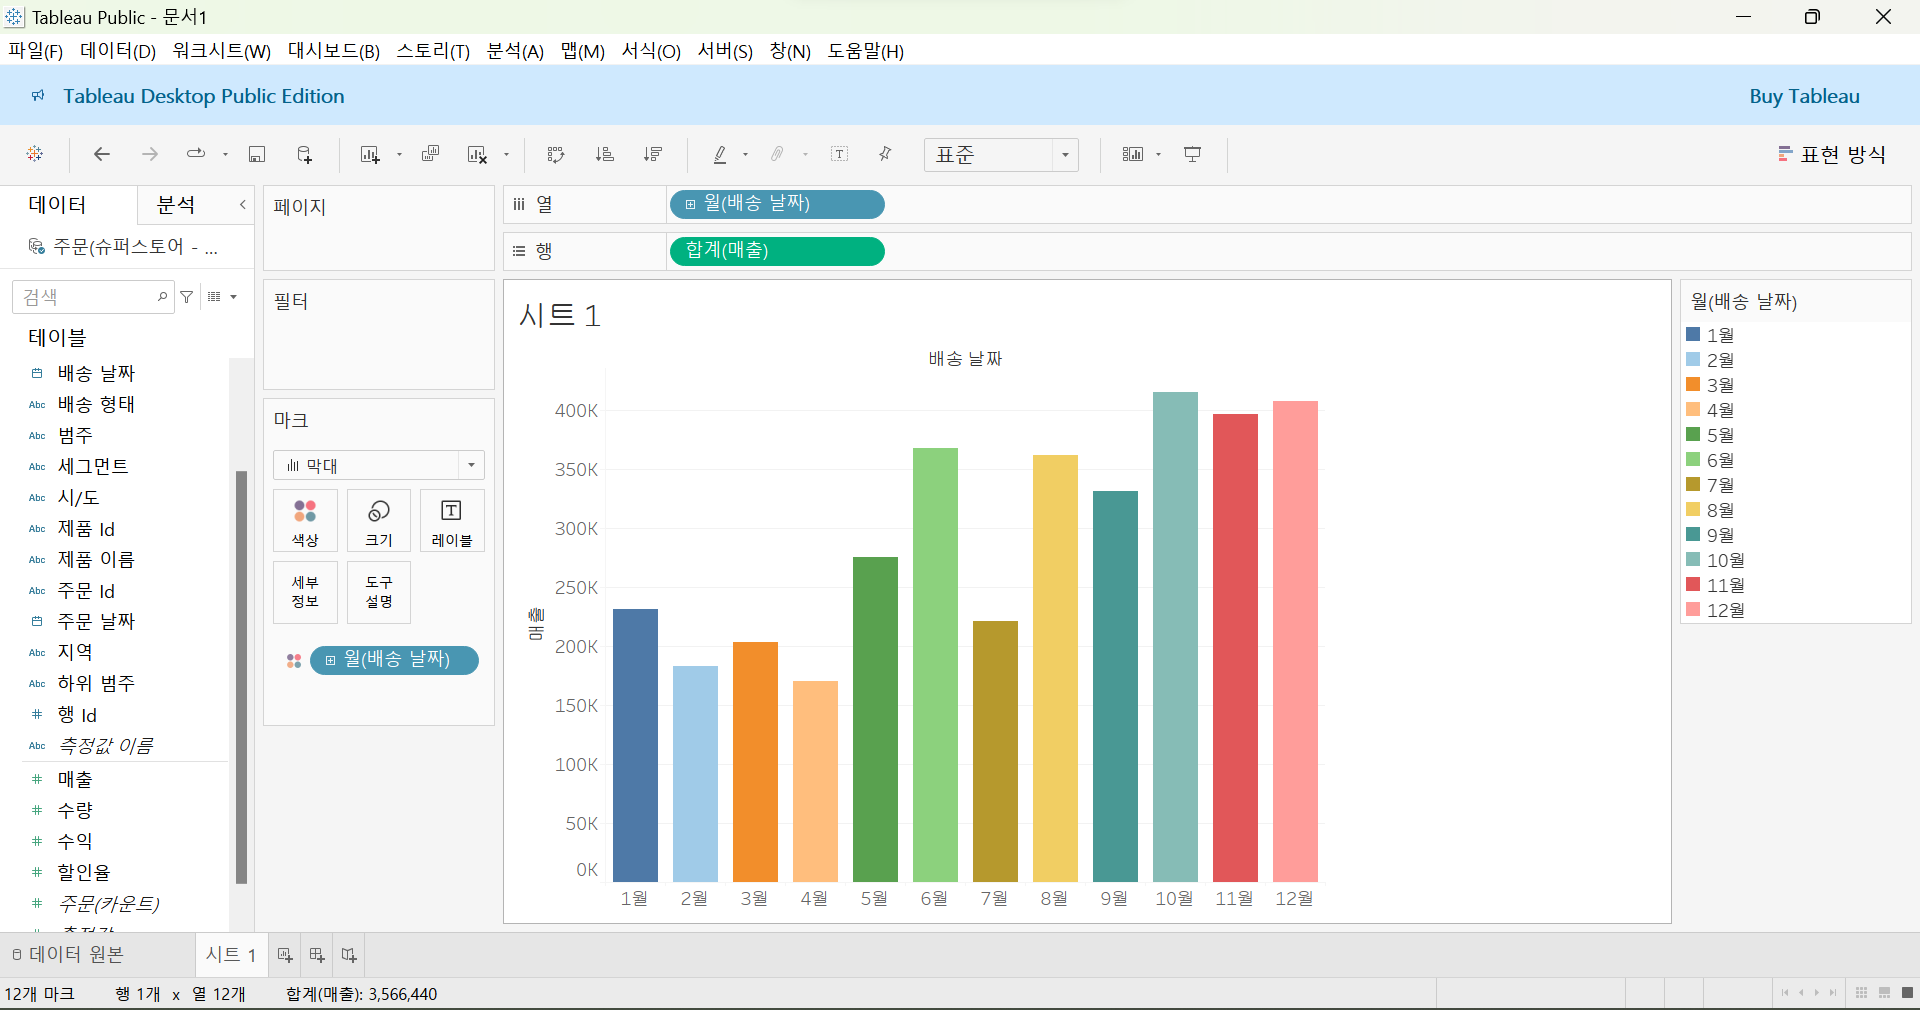 Tableau Public - 문서1
파일(F) 데이터(D) 워크시트(W) 대시보드(B) 스토리(T) 분석(A) 맵(M) 서식(O) 서버(S) 창(N) 도움말(H)
Tableau Desktop Public Edition
Buy Tableau
표준
표현 방식
데이터
분석
주문(슈퍼스토어 - ...
검색
테이블
배송 날짜
Abc 배송 형태
Abc 범주
Abc 세그먼트
Abc 시/도
Abc 제품 Id
Abc 제품 이름
Abc 주문 Id
주문 날짜
Abc 지역
Abc 하위 범주
# 행 Id
Abc 측정값 이름
# 매출
# 수량
# 수익
# 할인율
# 주문(카운트)
페이지
필터
마크
막대
색상
크기
레이블
세부 정보
도구 설명
월(배송 날짜)
열
월(배송 날짜)
행
합계(매출)
시트 1
배송 날짜
매출
400K
350K
300K
250K
200K
150K
100K
50K
0K
1월 2월 3월 4월 5월 6월 7월 8월 9월 10월 11월 12월
월(배송 날짜)
1월
2월
3월
4월
5월
6월
7월
8월
9월
10월
11월
12월
데이터 원본
시트 1
12개 마크 행 1개 x 열 12개 합계(매출): 3,566,440